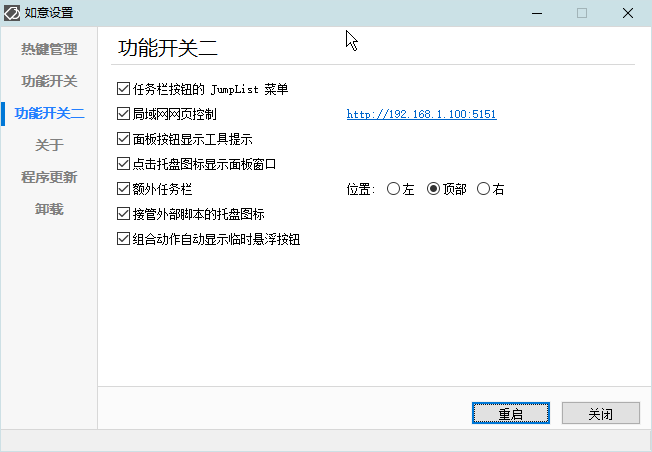 如意设置
热键管理
功能开关
功能开关二
关于
程序更新
卸载
功能开关二
任务栏按钮的 JumpList 菜单
局域网网页控制 http://192.168.1.100:5151
面板按钮显示工具提示
点击托盘图标显示面板窗口
额外任务栏 位置: 左 顶部 右
接管外部脚本的托盘图标
组合动作自动显示临时悬浮按钮
重启 关闭